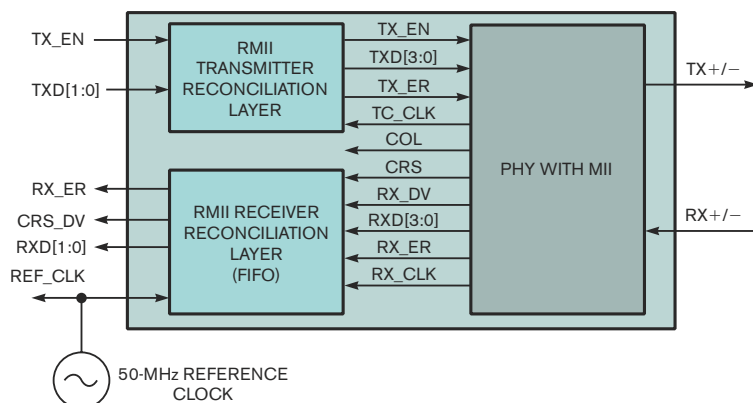 TX_EN
TXD[1:0]
RMII
TRANSMITTER
RECONCILIATION
LAYER
TX_EN
TXD[3:0]
TX_ER
TC_CLK
COL
CRS
RX_DV
RXD[3:0]
RX_ER
RX_CLK
PHY WITH MII
TX+/−
RX+/−
RX_ER
CRS_DV
RXD[1:0]
REF_CLK
RMII RECEIVER
RECONCILIATION
LAYER
(FIFO)
50-MHz REFERENCE
CLOCK